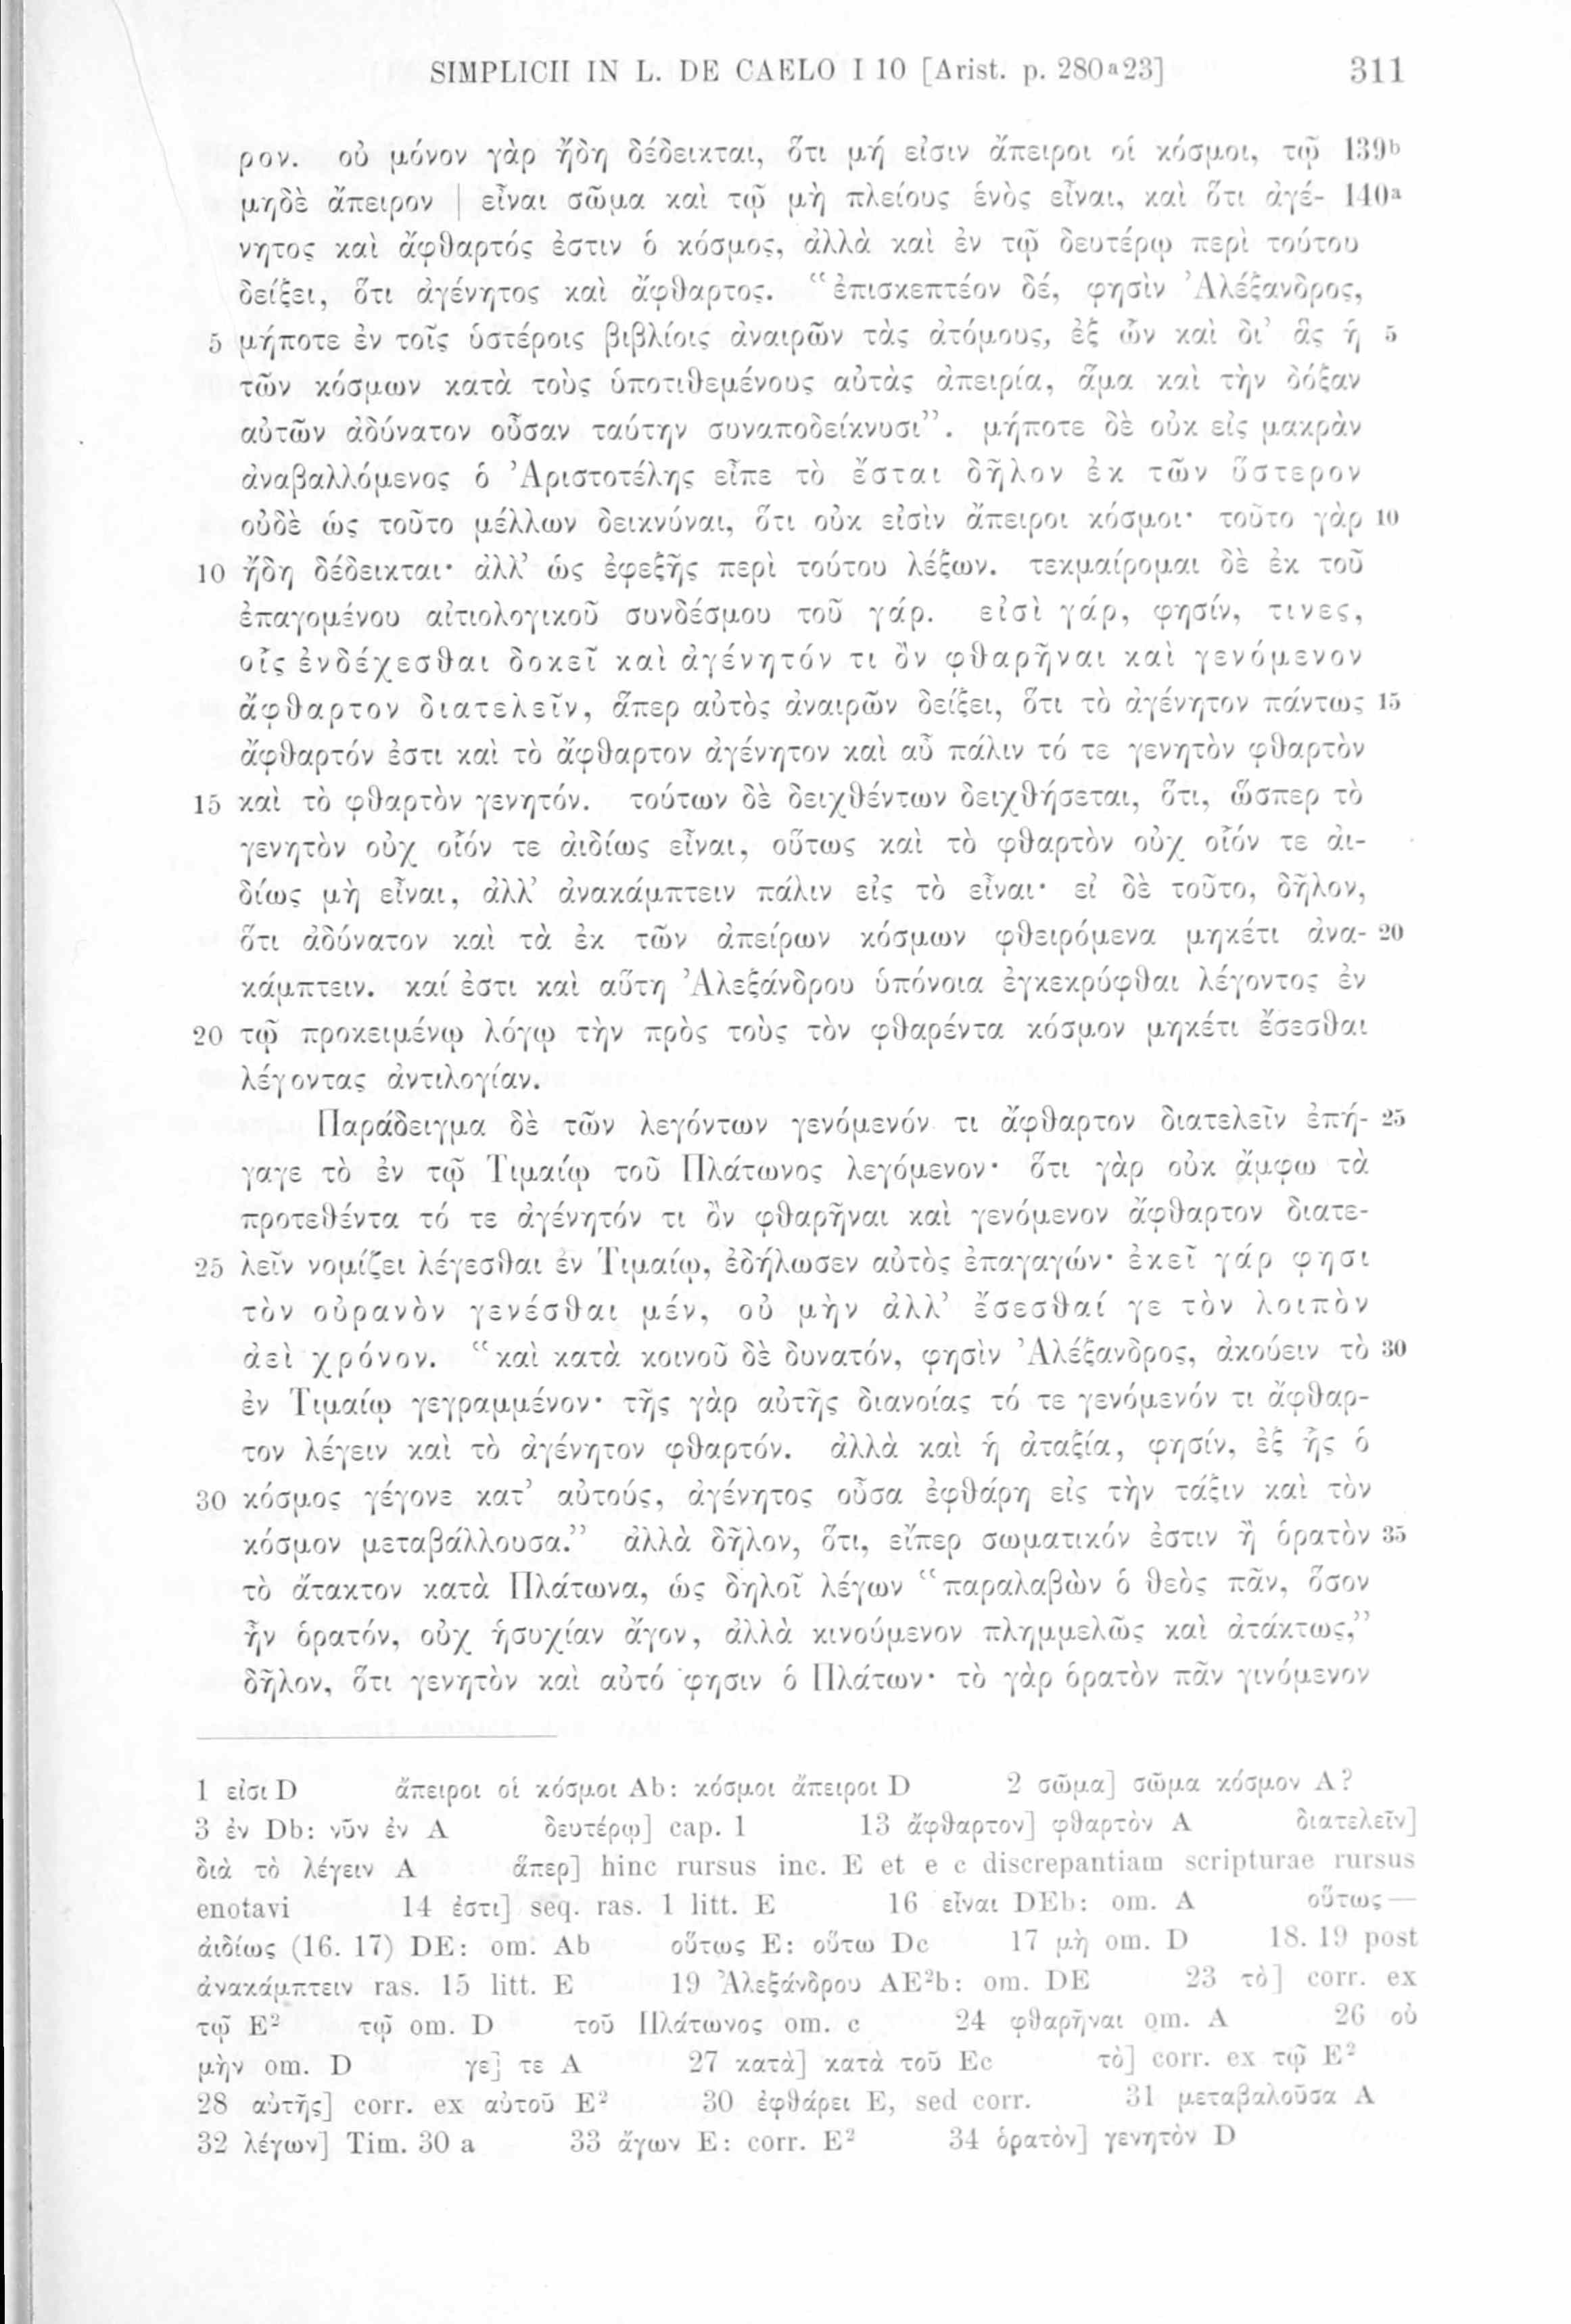 SIMPLICII IN L. DE CAELO I 10 [Arist. p. 280a23] 311
ρον. οὐ μόνον γὰρ ἤδη δέδεικται, ὅτι μή εἰσιν ἄπειροι οἱ κόσμοι, τῷ 139b
μηδὲ ἄπειρον | εἶναι σῶμα καὶ τῷ μὴ πλείους ἑνὸς εἶναι, καὶ ὅτι ἀγέ- 140a
νητος καὶ ἄφθαρτός ἐστιν ὁ κόσμος, ἀλλὰ καὶ ἐν τῷ δευτέρῳ περὶ τούτου
δείξει, ὅτι ἀγένητος καὶ ἄφθαρτος. “ἐπισκεπτέον δέ, φησὶν Ἀλέξανδρος,
5 μήποτε ἐν τοῖς ὑστέροις βιβλίοις ἀναιρῶν τὰς ἀτόμους, ἐξ ὧν καὶ δι’ ἃς ἡ 5
τῶν κόσμων κατὰ τοὺς ὑποτιθεμένους αὐτὰς ἀπειρία, ἅμα καὶ τὴν δόξαν
αὐτῶν ἀδύνατον οὖσαν ταύτην συναποδείκνυσι”. μήποτε δὲ οὐκ εἰς μακρὰν
ἀναβαλλόμενος ὁ Ἀριστοτέλης εἶπε τὸ ἔσται δῆλον ἐκ τῶν ὕστερον
οὐδὲ ὡς τοῦτο μέλλων δεικνύναι, ὅτι οὐκ εἰσὶν ἄπειροι κόσμοι· τοῦτο γὰρ 10
10 ἤδη δέδεικται· ἀλλ’ ὡς ἐφεξῆς περὶ τούτου λέξων. τεκμαίρομαι δὲ ἐκ τοῦ
ἐπαγομένου αἰτιολογικοῦ συνδέσμου τοῦ γάρ. εἰσὶ γάρ, φησίν, τινες,
οἷς ἐνδέχεσθαι δοκεῖ καὶ ἀγένητόν τι ὂν φθαρῆναι καὶ γενόμενον
ἄφθαρτον διατελεῖν, ἅπερ αὐτὸς ἀναιρῶν δείξει, ὅτι τὸ ἀγένητον πάντως 15
ἄφθαρτόν ἐστι καὶ τὸ ἄφθαρτον ἀγένητον καὶ αὖ πάλιν τό τε γενητὸν φθαρτὸν
15 καὶ τὸ φθαρτὸν γενητόν. τούτων δὲ δειχθέντων δειχθήσεται, ὅτι, ὥσπερ τὸ
γενητὸν οὐχ οἷόν τε ἀιδίως εἶναι, οὕτως καὶ τὸ φθαρτὸν οὐχ οἷόν τε ἀι-
δίως μὴ εἶναι, ἀλλ’ ἀνακάμπτειν πάλιν εἰς τὸ εἶναι· εἰ δὲ τοῦτο, δῆλον,
ὅτι ἀδύνατον καὶ τὰ ἐκ τῶν ἀπείρων κόσμων φθειρόμενα μηκέτι ἀνα- 20
κάμπτειν. καί ἐστι καὶ αὕτη Ἀλεξάνδρου ὑπόνοια ἐγκεκρύφθαι λέγοντος ἐν
20 τῷ προκειμένῳ λόγῳ τὴν πρὸς τοὺς τὸν φθαρέντα κόσμον μηκέτι ἔσεσθαι
λέγοντας ἀντιλογίαν.
Παράδειγμα δὲ τῶν λεγόντων γενόμενόν τι ἄφθαρτον διατελεῖν ἐπή- 25
γαγε τὸ ἐν τῷ Τιμαίῳ τοῦ Πλάτωνος λεγόμενον· ὅτι γὰρ οὐκ ἄμφω τὰ
προτεθέντα τό τε ἀγένητόν τι ὂν φθαρῆναι καὶ γενόμενον ἄφθαρτον διατε-
25 λεῖν νομίζει λέγεσθαι ἐν Τιμαίῳ, ἐδήλωσεν αὐτὸς ἐπαγαγών· ἐκεῖ γάρ φησι
τὸν οὐρανὸν γενέσθαι μέν, οὐ μὴν ἀλλ’ ἔσεσθαί γε τὸν λοιπὸν
ἀεὶ χρόνον. “καὶ κατὰ κοινοῦ δὲ δυνατόν, φησὶν Ἀλέξανδρος, ἀκούειν τὸ 30
ἐν Τιμαίῳ γεγραμμένον· τῆς γὰρ αὐτῆς διανοίας τό τε γενόμενόν τι ἄφθαρ-
τον λέγειν καὶ τὸ ἀγένητον φθαρτόν. ἀλλὰ καὶ ἡ ἀταξία, φησίν, ἐξ ἧς ὁ
30 κόσμος γέγονε κατ’ αὐτούς, ἀγένητος οὖσα ἐφθάρη εἰς τὴν τάξιν καὶ τὸν
κόσμον μεταβάλλουσα.” ἀλλὰ δῆλον, ὅτι, εἴπερ σωματικόν ἐστιν ἢ ὁρατὸν 35
τὸ ἄτακτον κατὰ Πλάτωνα, ὡς δηλοῖ λέγων “παραλαβὼν ὁ θεὸς πᾶν, ὅσον
ἦν ὁρατόν, οὐχ ἡσυχίαν ἄγον, ἀλλὰ κινούμενον πλημμελῶς καὶ ἀτάκτως,”
δῆλον, ὅτι γενητὸν καὶ αὐτό φησιν ὁ Πλάτων· τὸ γὰρ ὁρατὸν πᾶν γινόμενον
1 εἰσι D ἄπειροι οἱ κόσμοι Ab: κόσμοι ἄπειροι D 2 σῶμα] σῶμα κόσμον A?
3 ἐν Db: νῦν ἐν A δευτέρῳ] cap. 1 13 ἄφθαρτον] φθαρτὸν A διατελεῖν]
διὰ τὸ λέγειν A ἅπερ] hinc rursus inc. E et e c discrepantiam scripturae rursus
enotavi 14 ἐστι] seq. ras. 1 litt. E 16 εἶναι DEb: om. A οὕτως —
ἀιδίως (16. 17) DE: om. Ab οὕτως E: οὕτω Dc 17 μὴ om. D 18. 19 post
ἀνακάμπτειν ras. 15 litt. E 19 Ἀλεξάνδρου AE²b: om. DE 23 τὸ] corr. ex
τῷ E² τῷ om. D τοῦ Πλάτωνος om. c 24 φθαρῆναι om. A 26 οὐ
μὴν om. D γε] τε A 27 κατὰ] κατὰ τοῦ Ec τὸ] corr. ex τῷ E²
28 αὐτῆς] corr. ex αὐτοῦ E² 30 ἐφθάρει E, sed corr. 31 μεταβαλοῦσα A
32 λέγων] Tim. 30 a 33 ἄγων E: corr. E² 34 ὁρατὸν] γενητὸν D